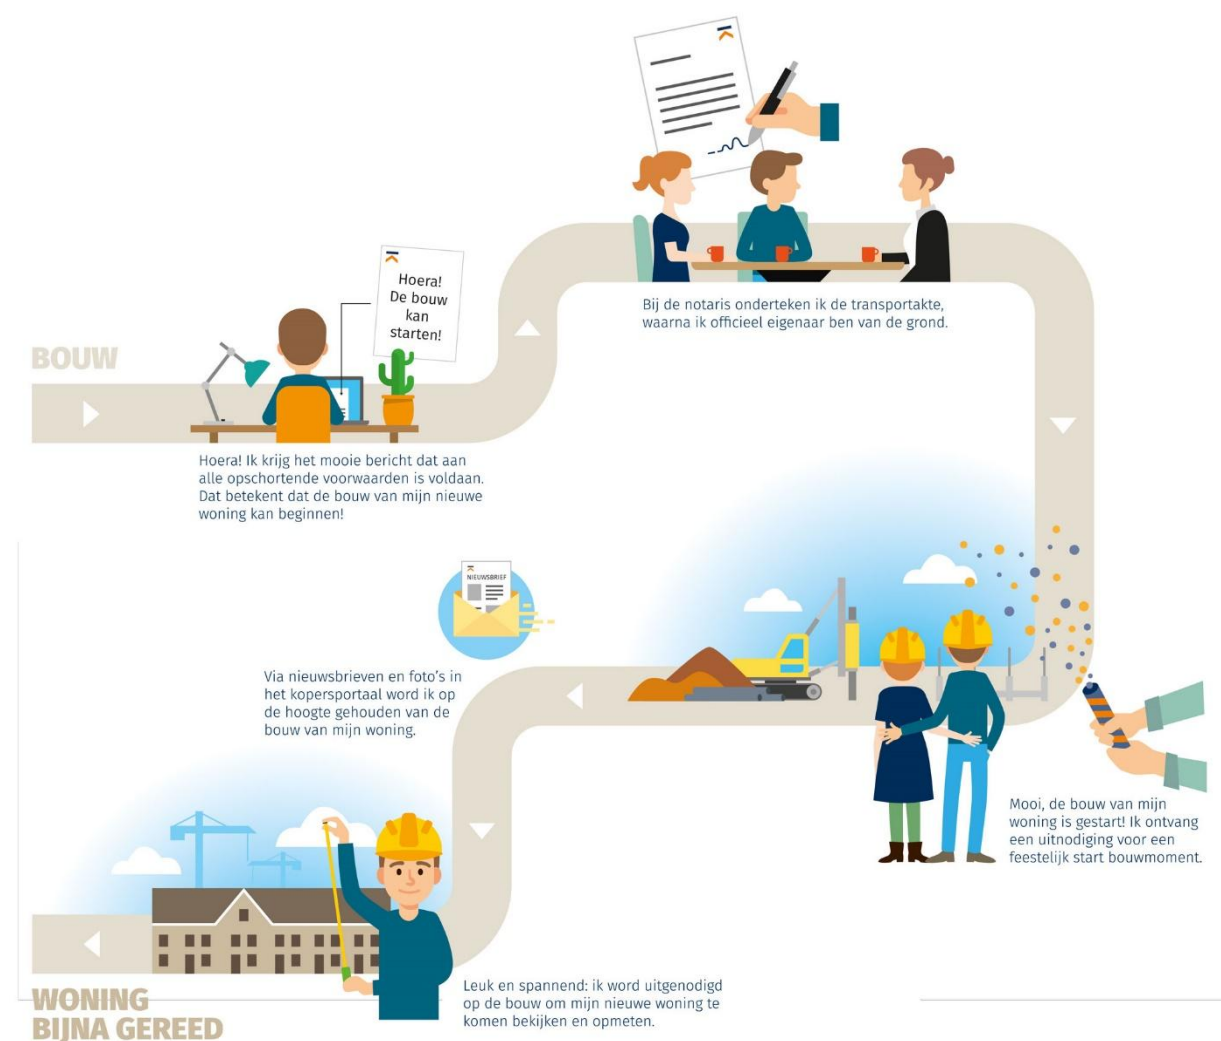 Hoera!
De bouw
kan
starten!
Bij de notaris onderteken ik de transportakte,
waarna ik officieel eigenaar ben van de grond.
BOUW
Hoera! Ik krijg het mooie bericht dat aan
alle opschortende voorwaarden is voldaan.
Dat betekent dat de bouw van mijn nieuwe
woning kan beginnen!
NIEUWSBRIEF
Via nieuwsbrieven en foto's in
het kopersportaal word ik op
de hoogte gehouden van de
bouw van mijn woning.
Mooi, de bouw van mijn
woning is gestart! Ik ontvang
een uitnodiging voor een
feestelijk start bouwmoment.
Leuk en spannend: ik word uitgenodigd
op de bouw om mijn nieuwe woning te
komen bekijken en opmeten.
WONING
BIJNA GEREED